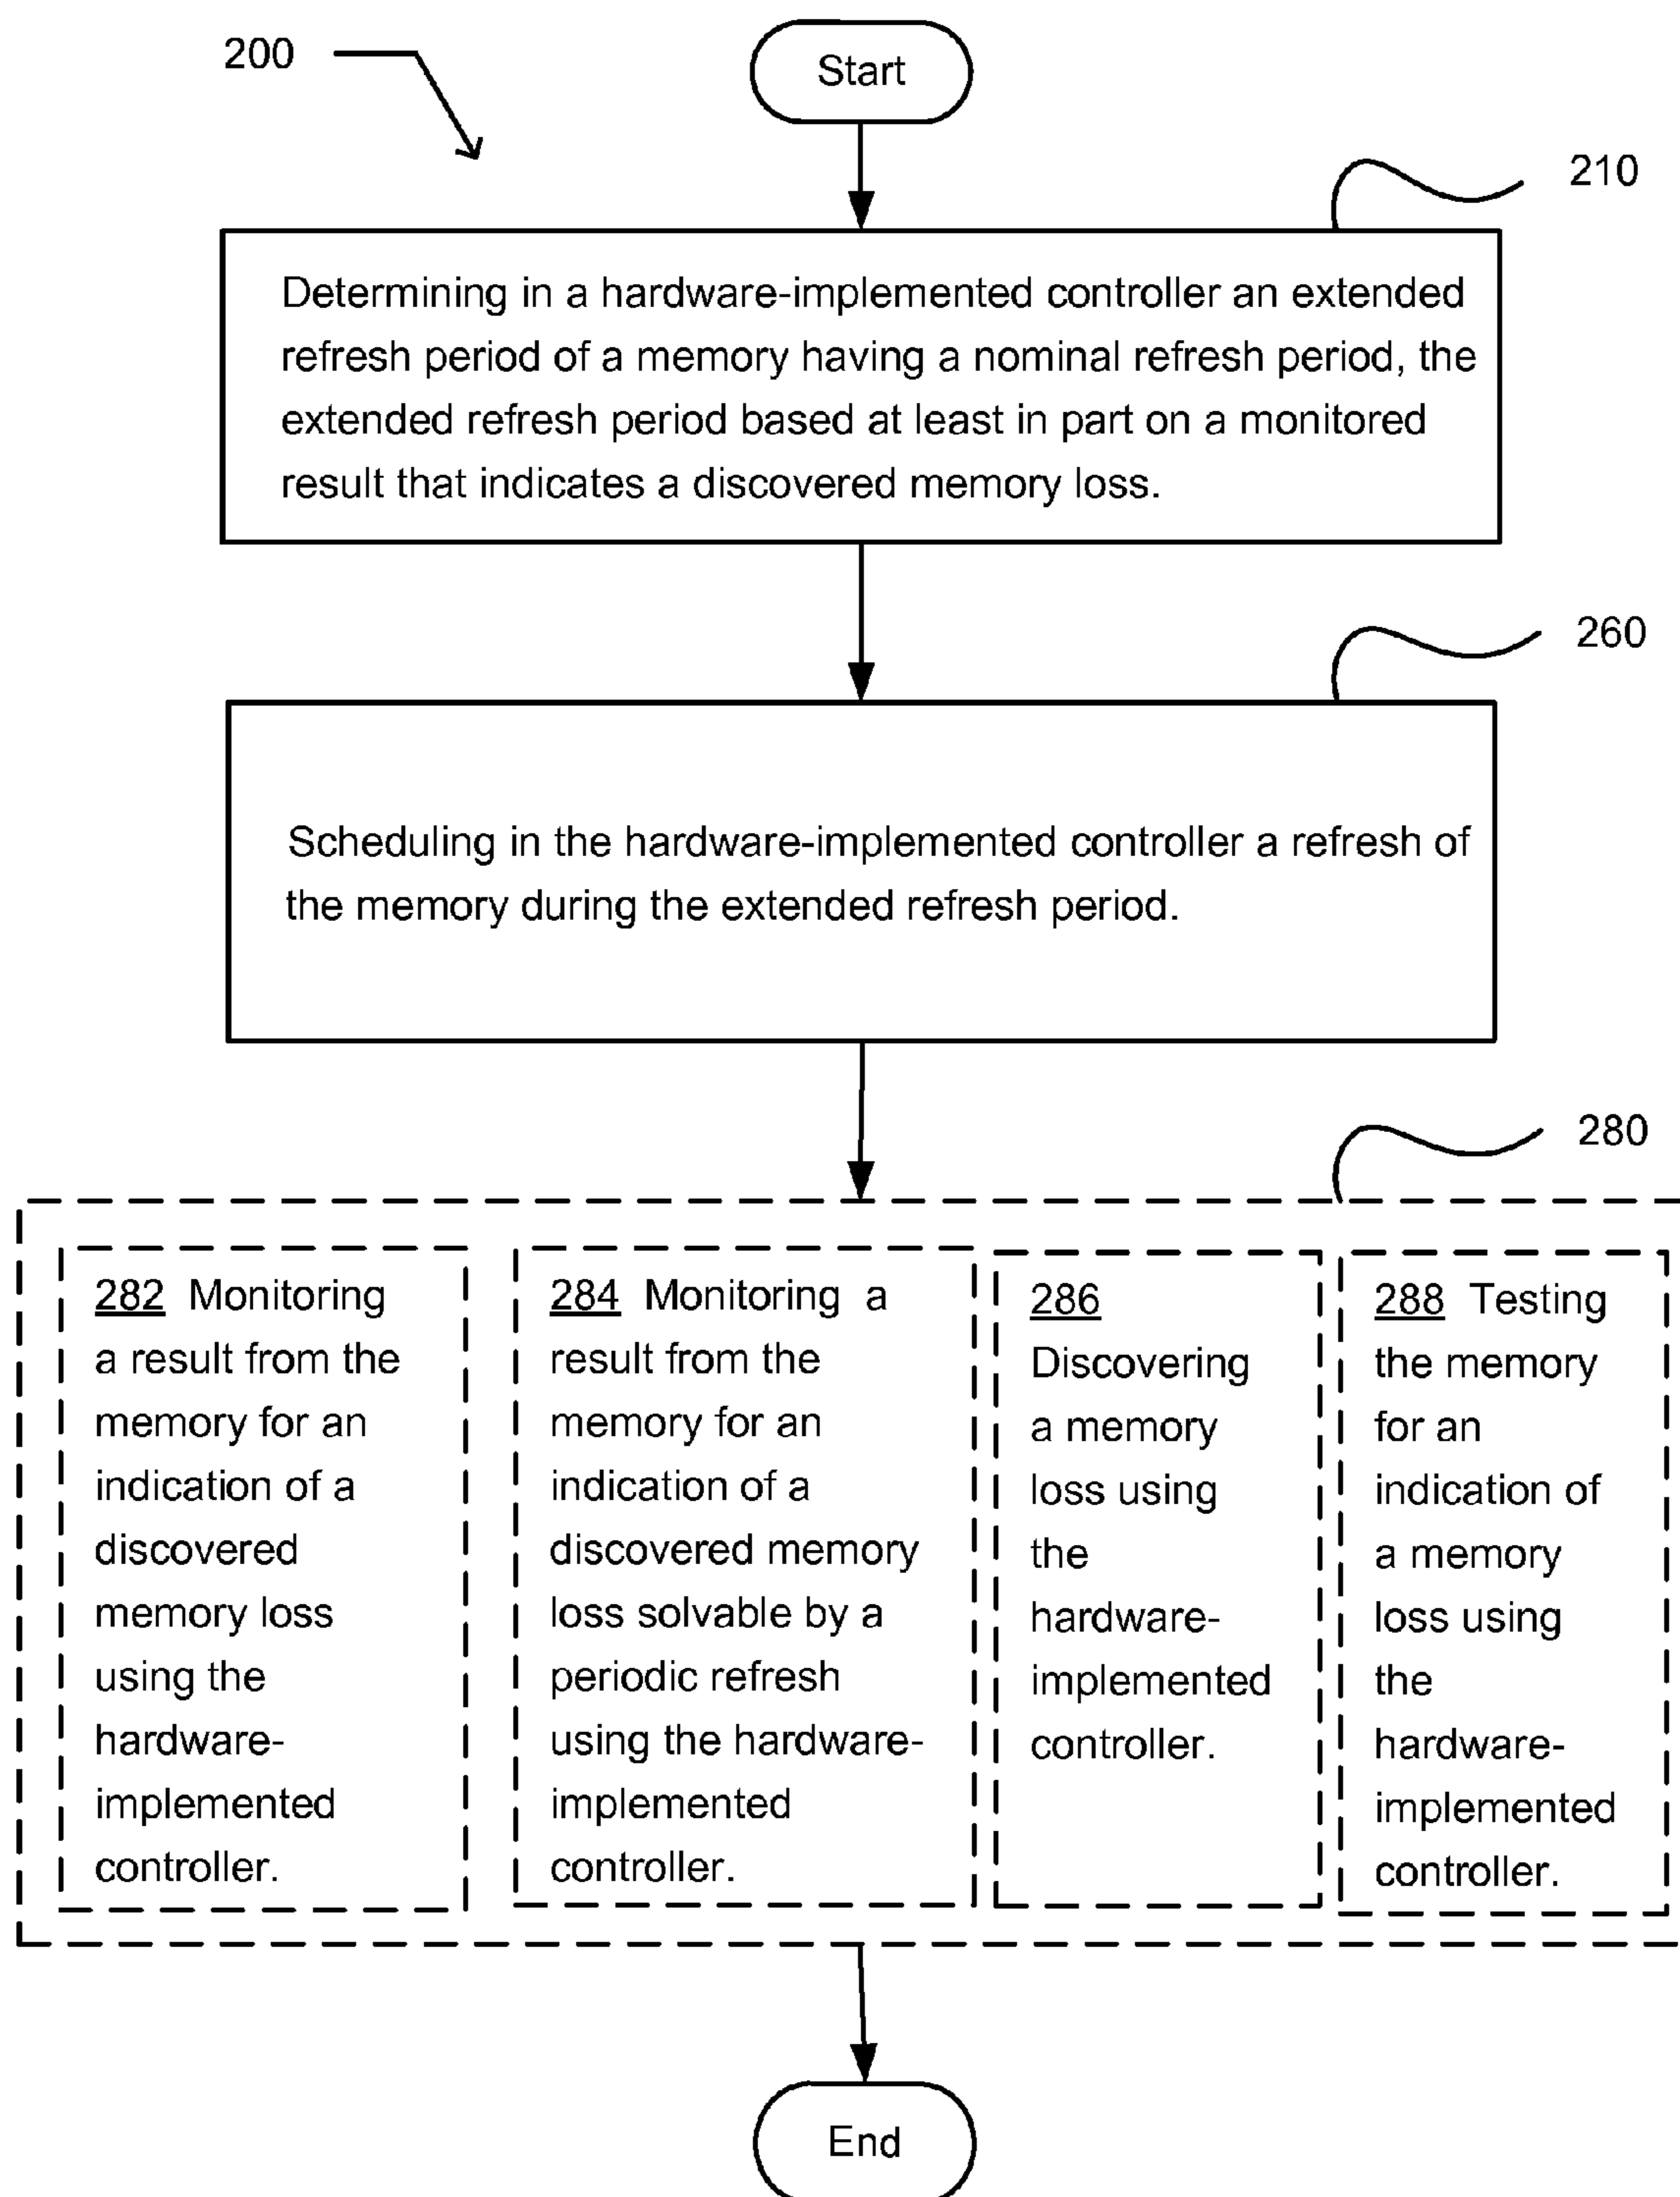 200
Start
210
Determining in a hardware-implemented controller an extended
refresh period of a memory having a nominal refresh period, the
extended refresh period based at least in part on a monitored
result that indicates a discovered memory loss.
260
Scheduling in the hardware-implemented controller a refresh of
the memory during the extended refresh period.
280
282 Monitoring
a result from the
memory for an
indication of a
discovered
memory loss
using the
hardware-
implemented
controller.
284 Monitoring a
result from the
memory for an
indication of a
discovered memory
loss solvable by a
periodic refresh
using the hardware-
implemented
controller.
286
Discovering
a memory
loss using
the
hardware-
implemented
controller.
288 Testing
the memory
for an
indication of
a memory
loss using
the
hardware-
implemented
controller.
End